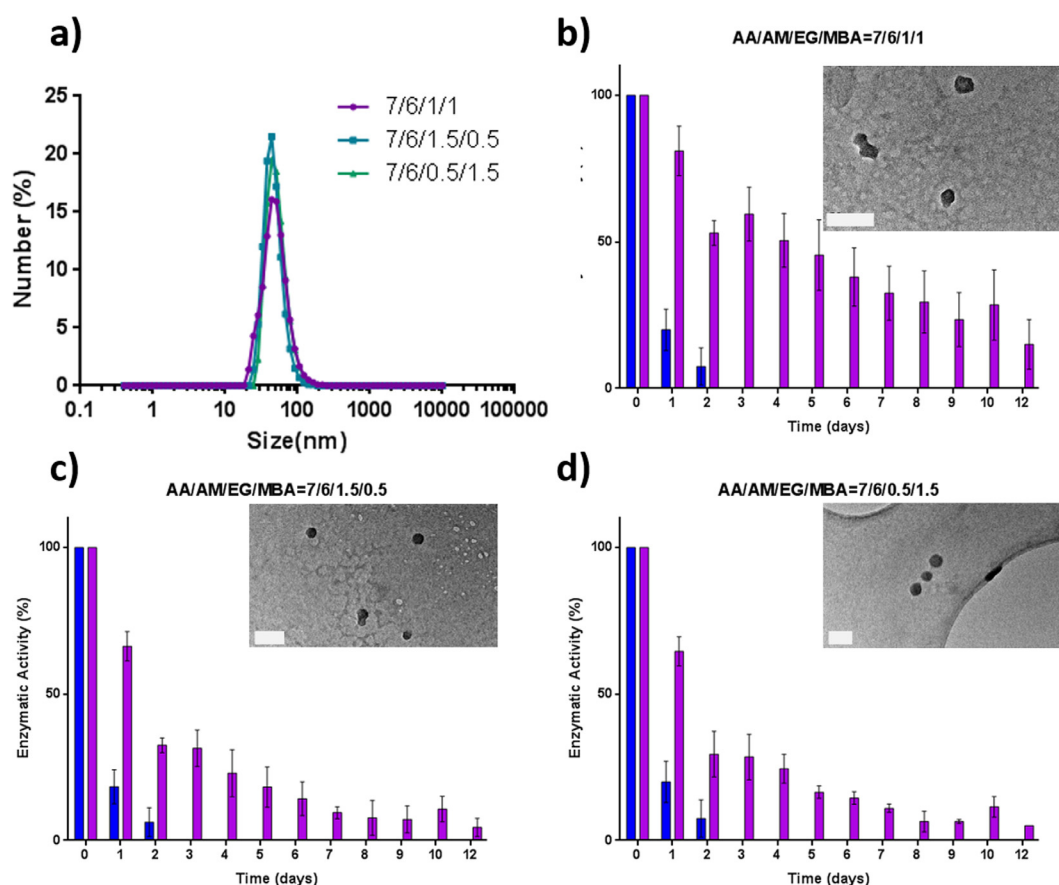 a)
25
20
15
10
5
0
Number (%)
0.1 1 10 100 1000 10000 100000
Size(nm)
7/6/1/1
7/6/1.5/0.5
7/6/0.5/1.5
b)
AA/AM/EG/MBA=7/6/1/1
100
50
0
0 1 2 3 4 5 6 7 8 9 10 12
Time (days)
c)
AA/AM/EG/MBA=7/6/1.5/0.5
Enzymatic Activity (%)
100
50
0
0 1 2 3 4 5 6 7 8 9 10 12
Time (days)
d)
AA/AM/EG/MBA=7/6/0.5/1.5
Enzymatic Activity (%)
100
50
0
0 1 2 3 4 5 6 7 8 9 10 12
Time (days)